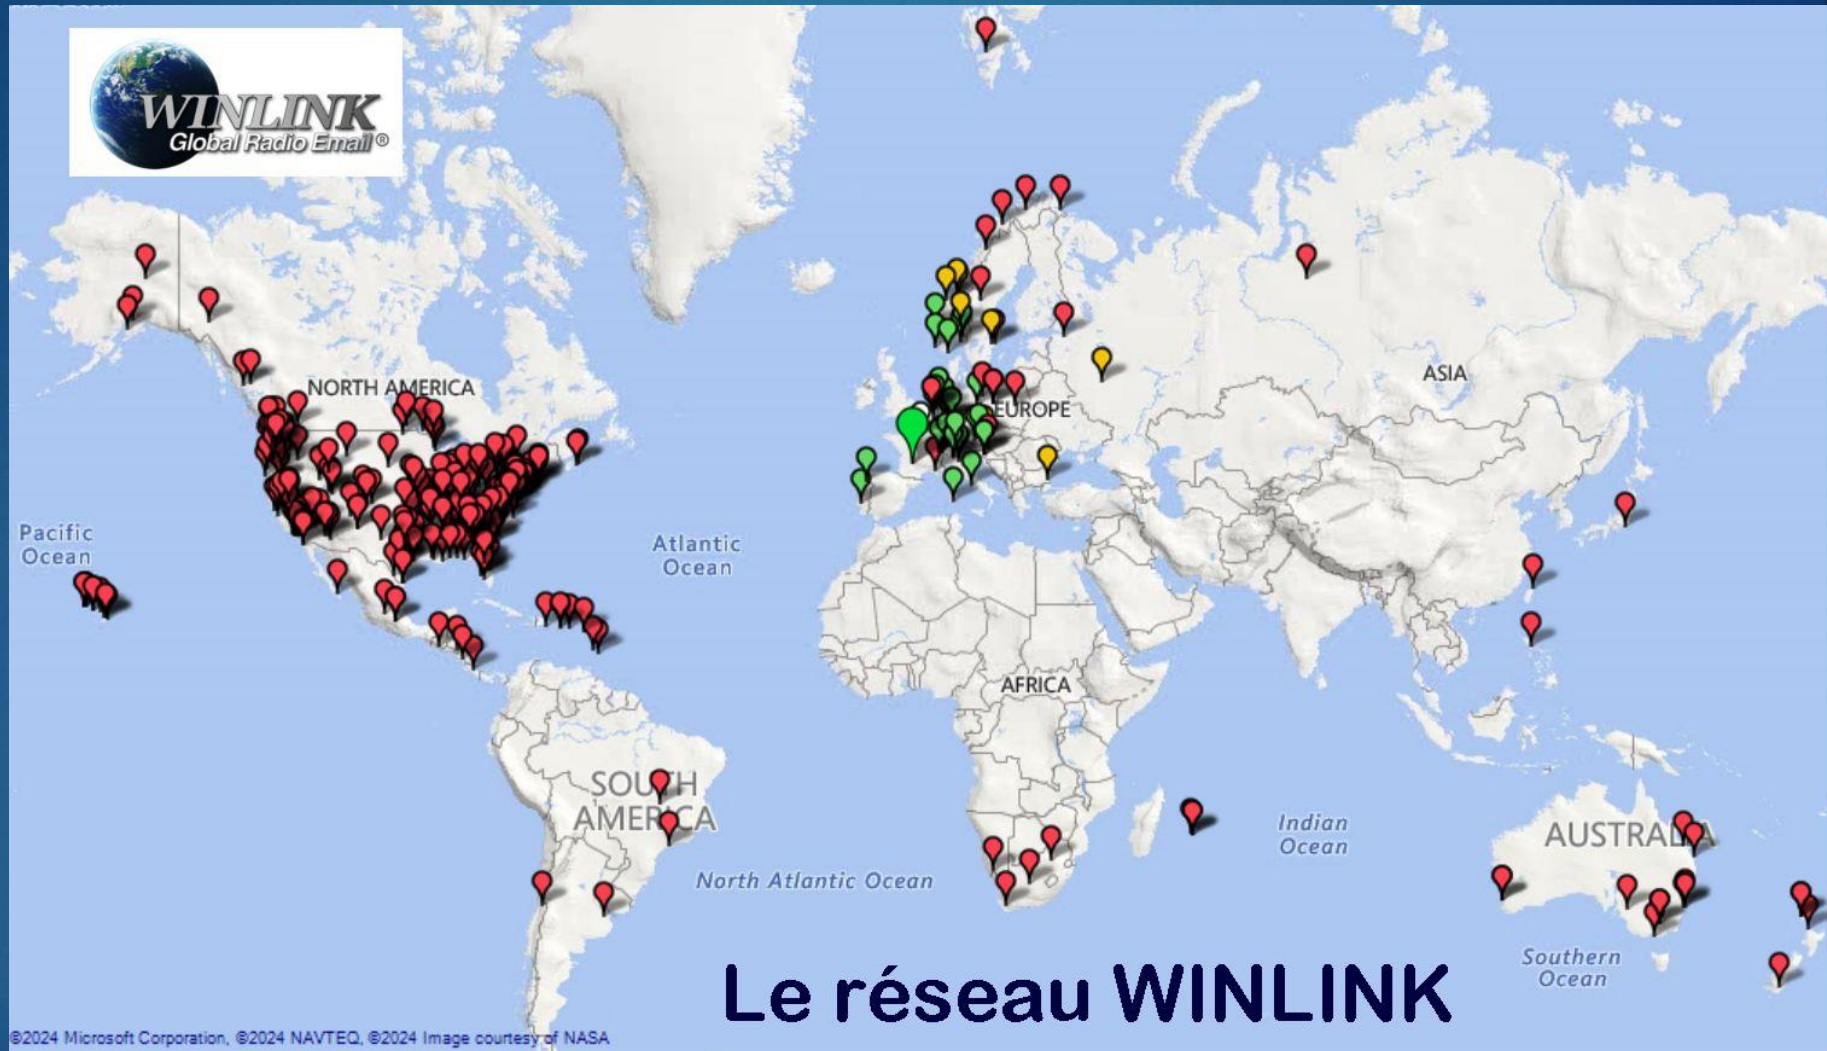 WINLINK
Global Radio Email®
NORTH AMERICA
ASIA
EUROPE
Pacific
Ocean
Atlantic
Ocean
AFRICA
SOUTH
AMERICA
Indian
Ocean
AUSTRALIA
North Atlantic Ocean
Southern
Ocean
Le réseau WINLINK
©2024 Microsoft Corporation, ©2024 NAVTEQ, ©2024 Image courtesy of NASA